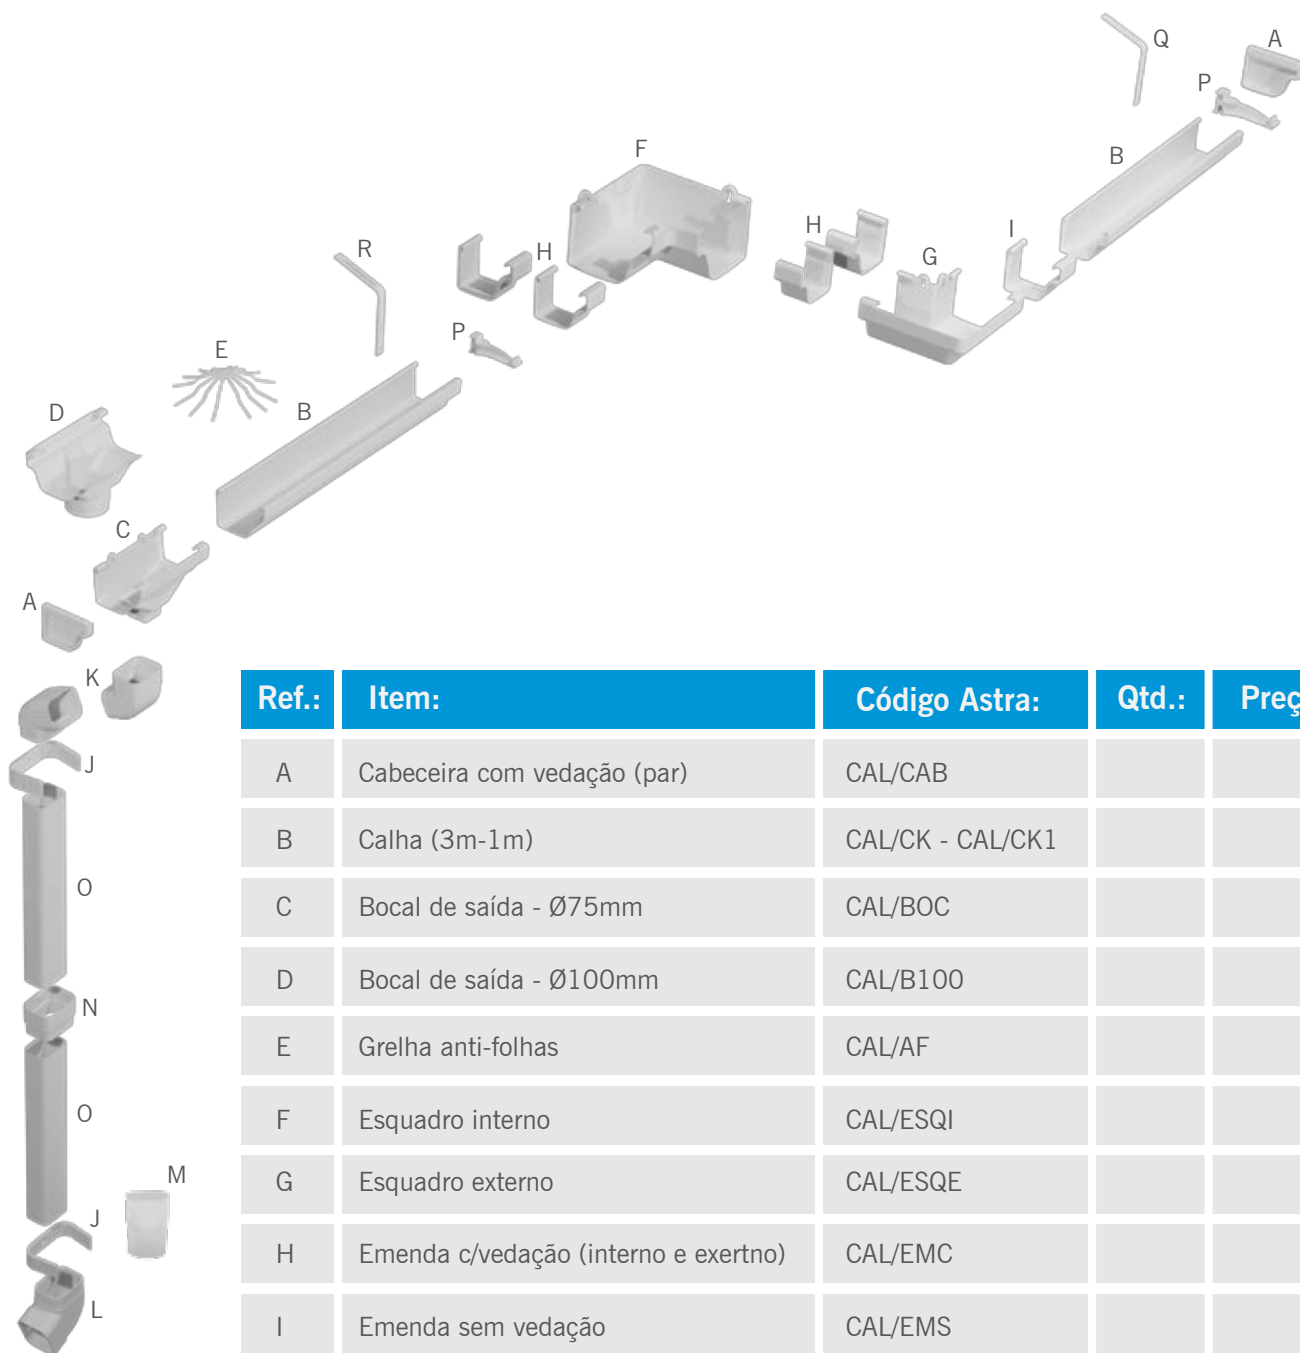 Q
A
P
B
F
H
I
G
R
H
P
E
B
D
C
A
K
J
O
N
O
M
J
L
Ref.: Item: Código Astra: Qtd.: Preç
A Cabeceira com vedação (par) CAL/CAB
B Calha (3m-1m) CAL/CK - CAL/CK1
C Bocal de saída - Ø75mm CAL/BOC
D Bocal de saída - Ø100mm CAL/B100
E Grelha anti-folhas CAL/AF
F Esquadro interno CAL/ESQI
G Esquadro externo CAL/ESQE
H Emenda c/vedação (interno e exertno) CAL/EMC
I Emenda sem vedação CAL/EMS